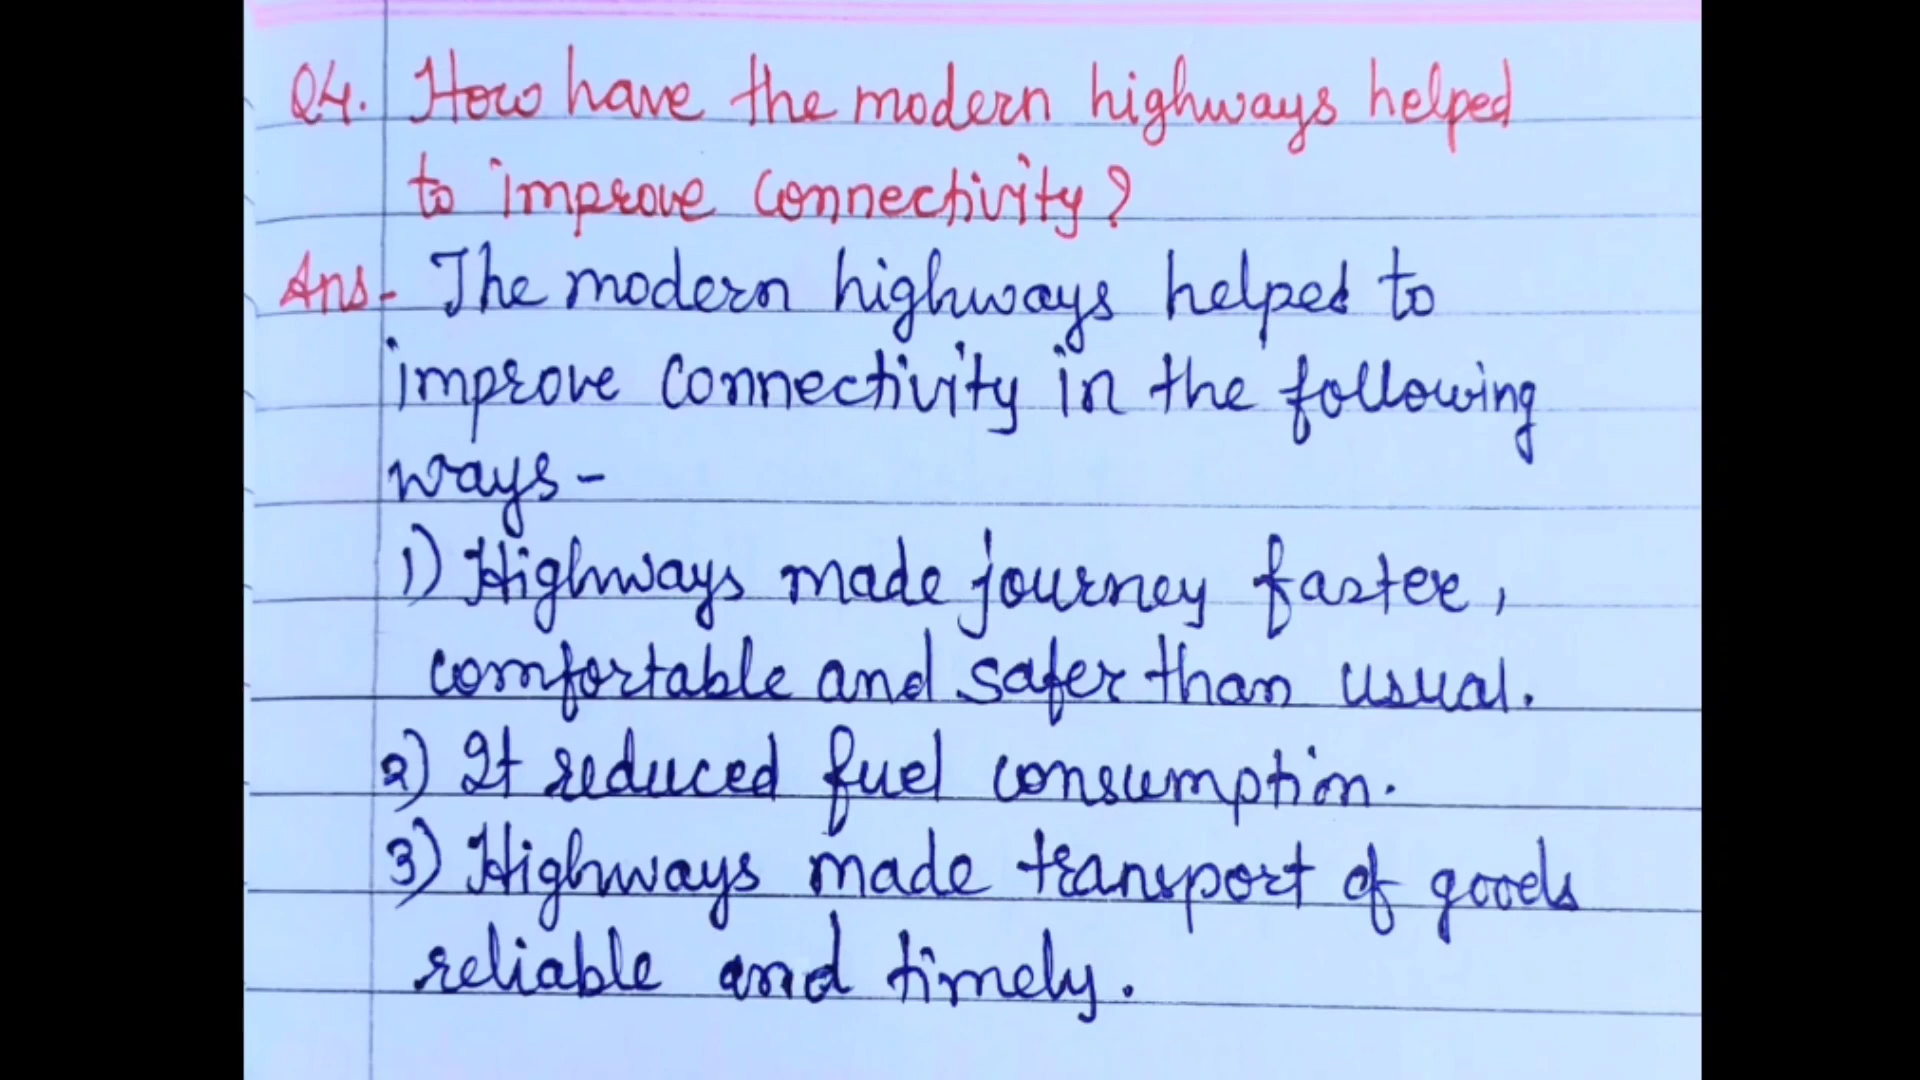 Q4. How have the modern highways helped
to improve connectivity?
Ans- The modern highways helped to
improve connectivity in the following
ways-
1) Highways made journey faster,
comfortable and safer than usual.
2) It reduced fuel consumption.
3) Highways made transport of goods
reliable and timely.